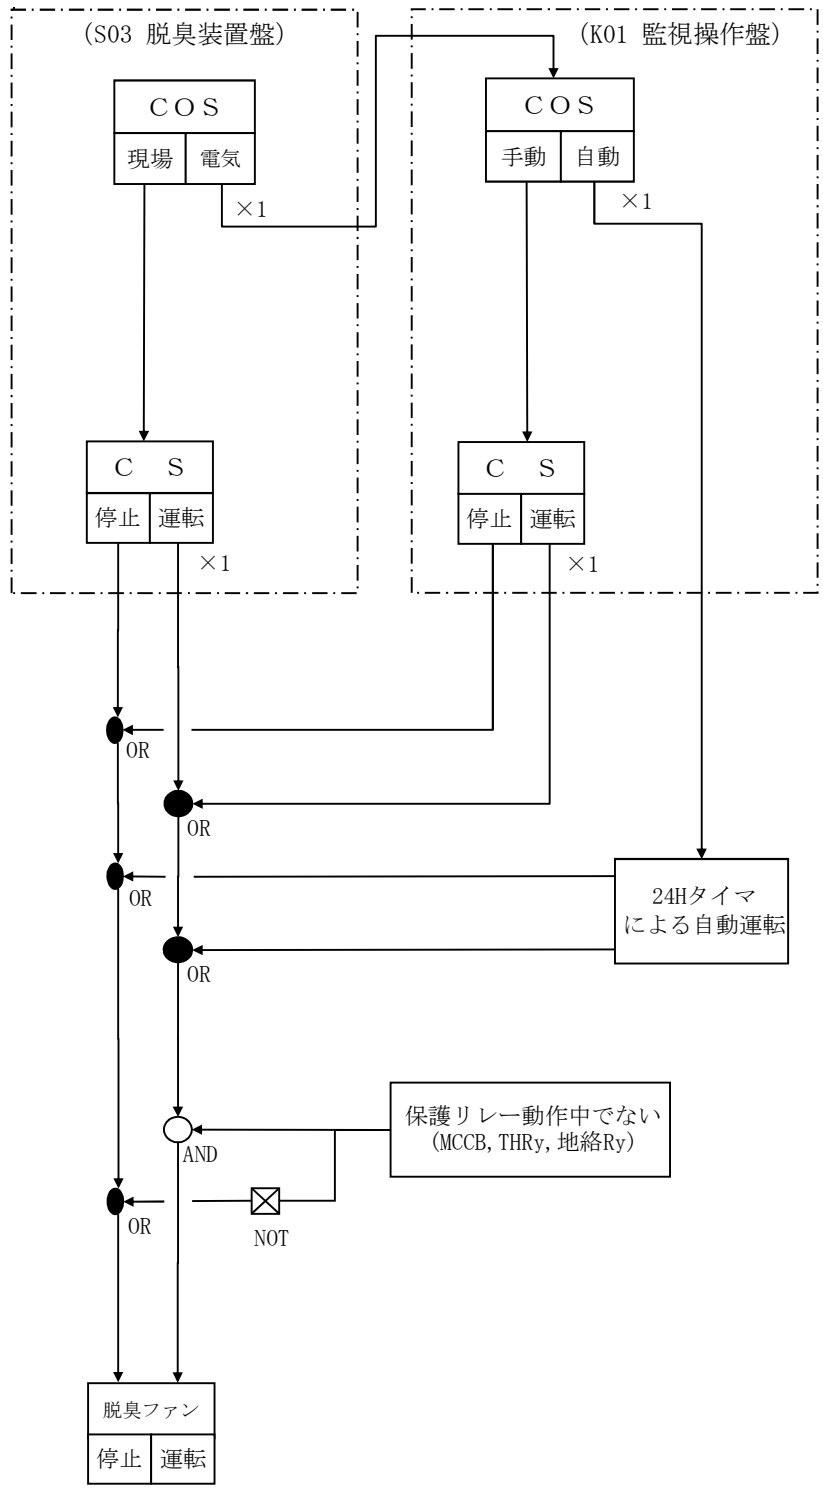 (S03 脱臭装置盤)
(K01 監視操作盤)
COS
現場 電気
×1
COS
手動 自動
×1
C S
停止 運転
×1
C S
停止 運転
×1
OR
OR
OR
24Hタイマ
による自動運転
OR
保護リレー動作中でない
(MCCB,THRy,地絡Ry)
AND
OR
NOT
脱臭ファン
停止 運転